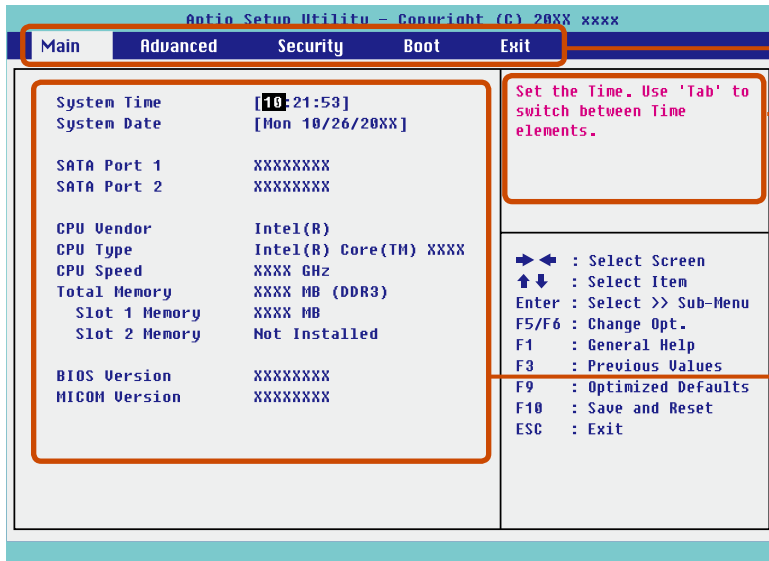 Aptio Setup Utility - Copyright (C) 20XX xxxx
Main Advanced Security Boot Exit
System Time [10:21:53]
System Date [Mon 10/26/20XX]
SATA Port 1 XXXXXXXX
SATA Port 2 XXXXXXXX
CPU Vendor Intel(R)
CPU Type Intel(R) Core(TM) XXXX
CPU Speed XXXX GHz
Total Memory XXXX MB (DDR3)
Slot 1 Memory XXXX MB
Slot 2 Memory Not Installed
BIOS Version XXXXXXXX
MICOM Version XXXXXXXX
Set the Time. Use 'Tab' to
switch between Time
elements.
→← : Select Screen
↑↓ : Select Item
Enter : Select >> Sub-Menu
F5/F6 : Change Opt.
F1 : General Help
F3 : Previous Values
F9 : Optimized Defaults
F10 : Save and Reset
ESC : Exit